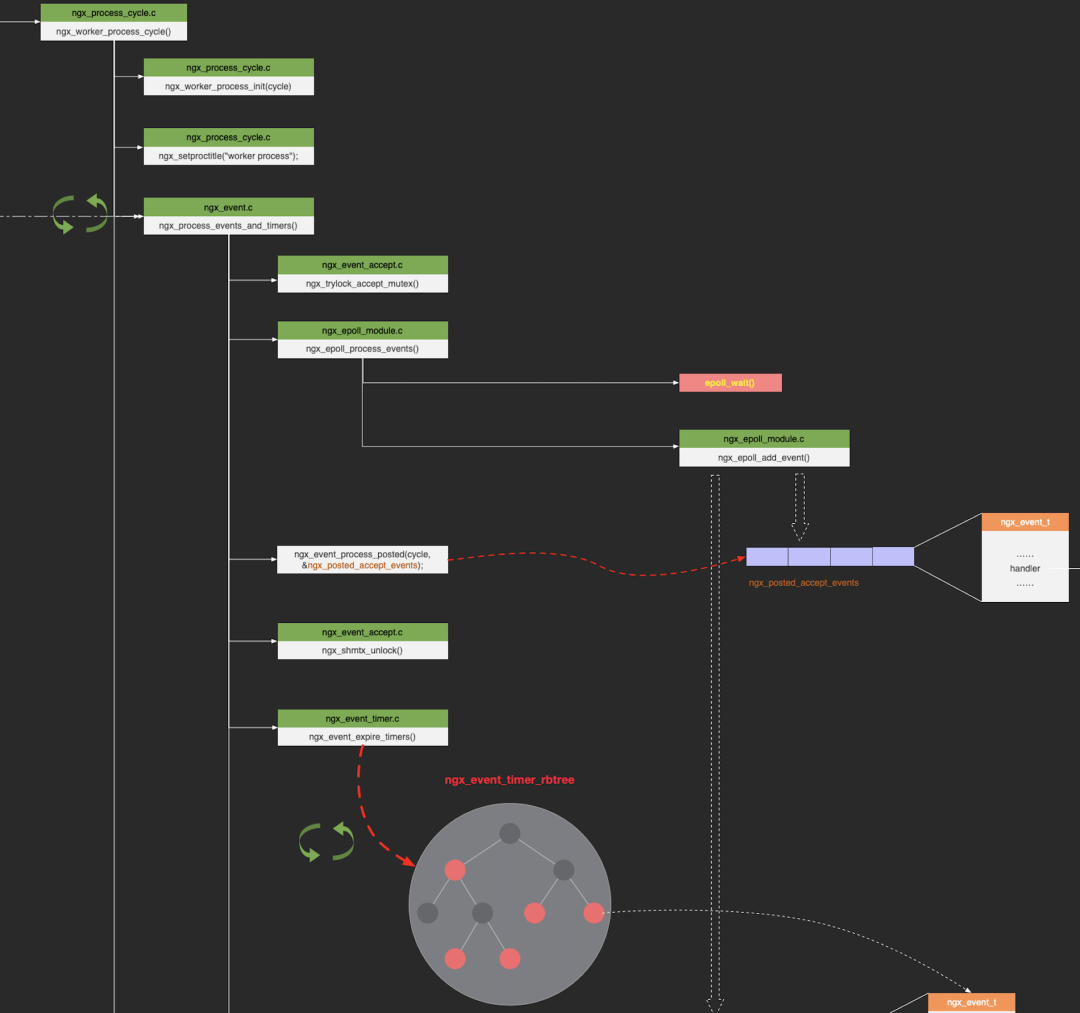 ngx_process_cycle.c
ngx_worker_process_cycle()
ngx_process_cycle.c
ngx_worker_process_init(cycle)
ngx_process_cycle.c
ngx_setproctitle("worker process");
ngx_event.c
ngx_process_events_and_timers()
ngx_event_accept.c
ngx_trylock_accept_mutex()
ngx_epoll_module.c
ngx_epoll_process_events()
epoll_wait()
ngx_epoll_module.c
ngx_epoll_add_event()
ngx_event_process_posted(cycle,
&ngx_posted_accept_events);
ngx_posted_accept_events
ngx_event_t
......
handler
......
ngx_event_accept.c
ngx_shmtx_unlock()
ngx_event_timer.c
ngx_event_expire_timers()
ngx_event_timer_rbtree
ngx_event_t